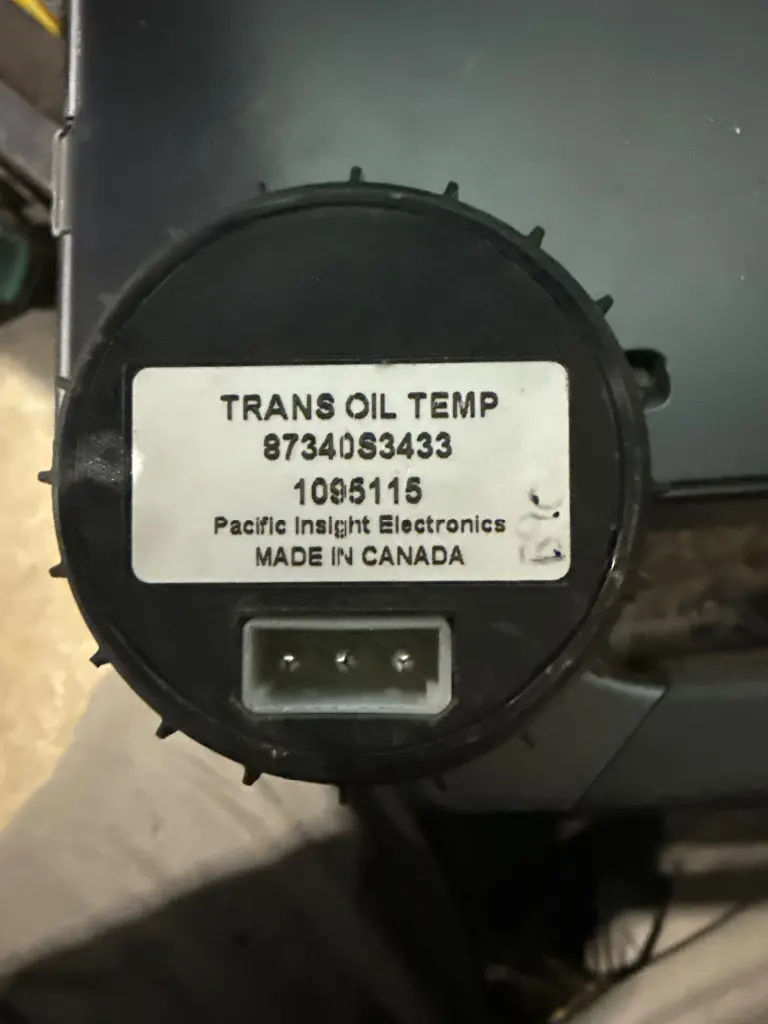 TRANS OIL TEMP
87340S3433
1095115
Pacific Insight Electronics
MADE IN CANADA